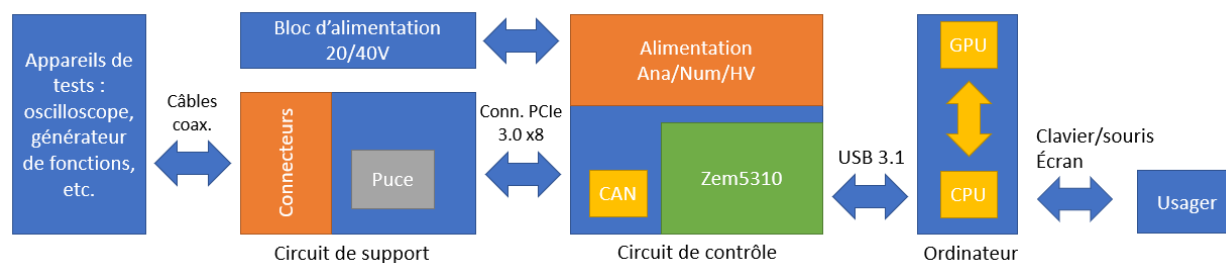 Appareils de
tests :
oscilloscope,
générateur
de fonctions,
etc.
Câbles
coax.
Bloc d'alimentation
20/40V
Connecteurs
Puce
Circuit de support
Conn. PCIe
3.0 x8
Alimentation
Ana/Num/HV
CAN
Zem5310
Circuit de contrôle
USB 3.1
GPU
CPU
Ordinateur
Clavier/souris
Écran
Usager